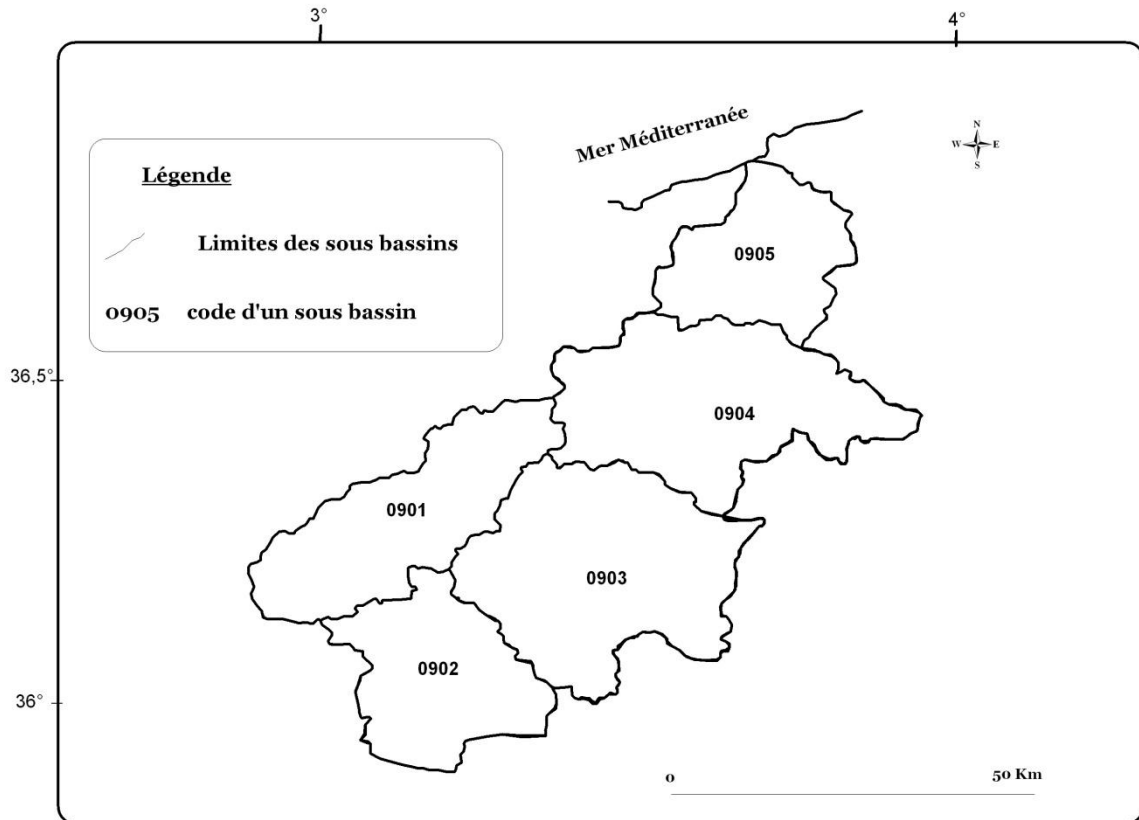 3° 4°
Mer Méditerranée
N
W E
S
Légende
Limites des sous bassins
0905 code d'un sous bassin
0905
36,5°
0904
0901
0903
0902
36°
0 50 Km